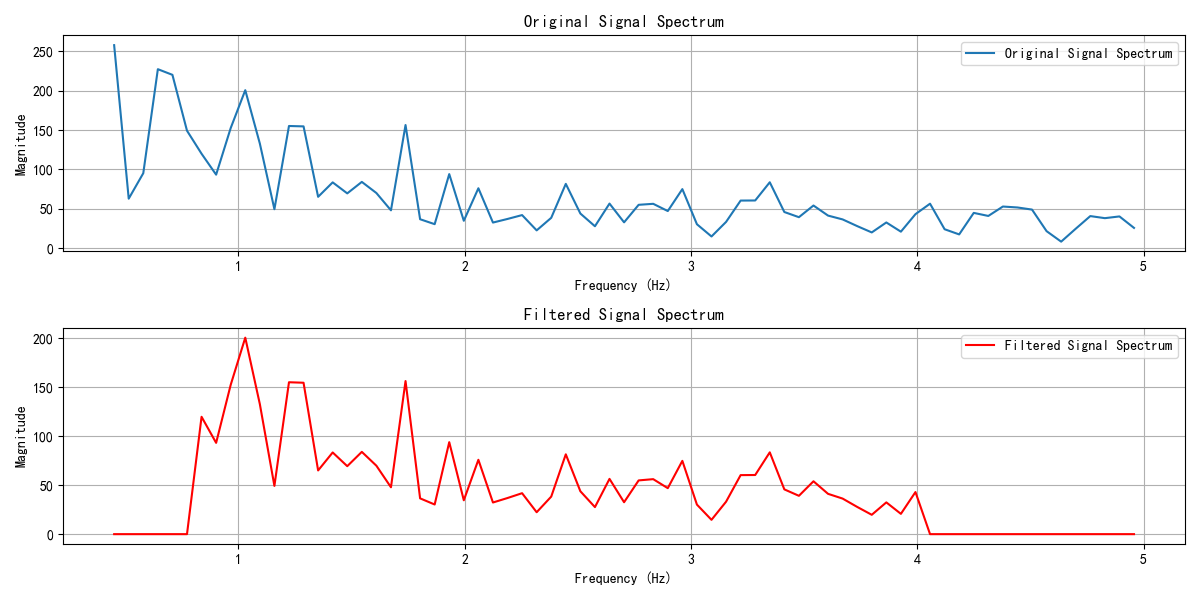 Original Signal Spectrum
Original Signal Spectrum
250
200
150
100
50
0
Magnitude
1 2 3 4 5
Frequency (Hz)
Filtered Signal Spectrum
Filtered Signal Spectrum
200
150
100
50
0
Magnitude
1 2 3 4 5
Frequency (Hz)